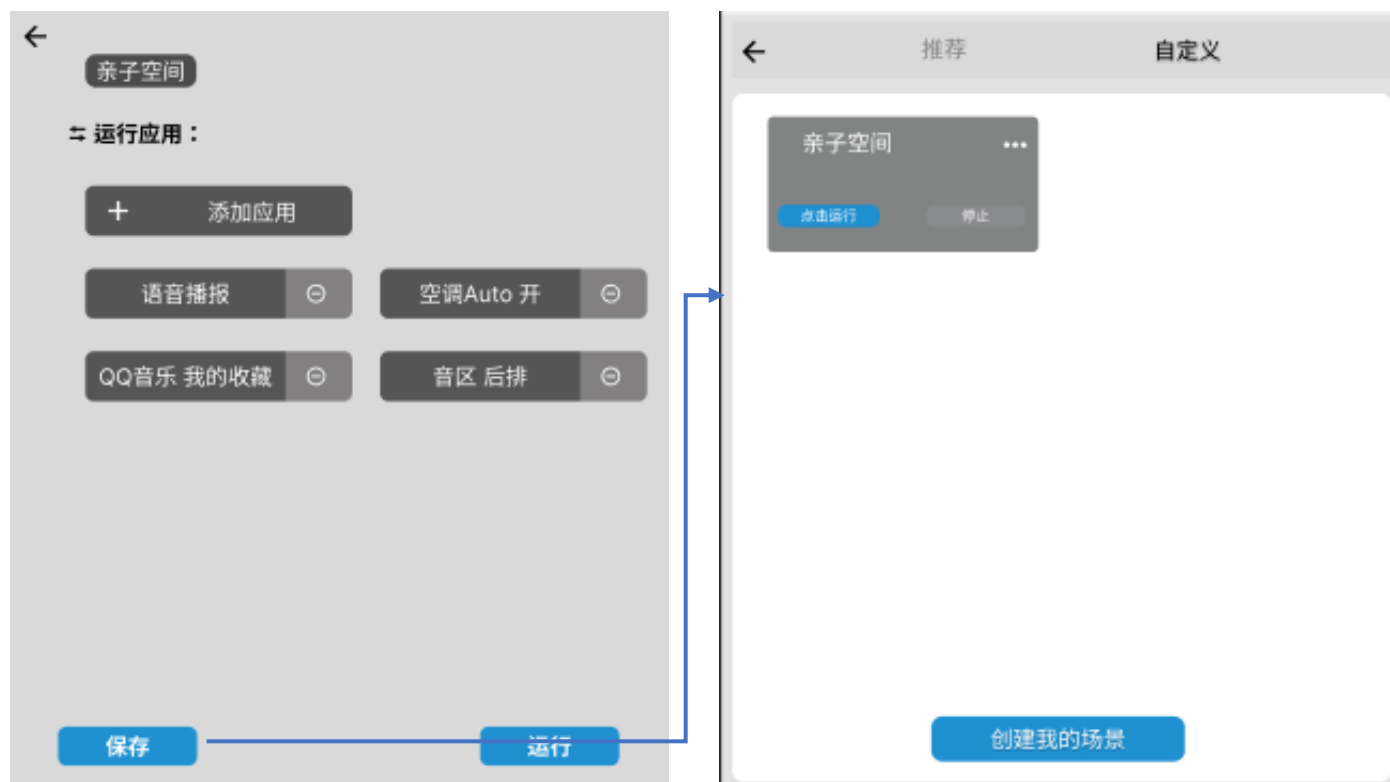 亲子空间
运行应用：
+ 添加应用
语音播报
空调Auto 开
QQ音乐 我的收藏
音区 后排
保存
运行
推荐
自定义
亲子空间
点击运行
停止
创建我的场景